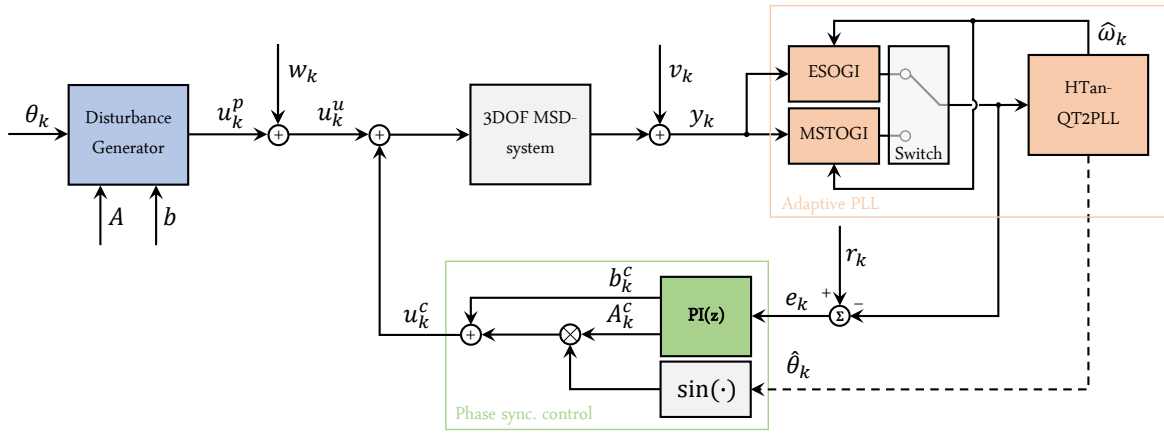 θ_k
Disturbance
Generator
A
b
u_k^p
w_k
+
u_k^u
+
3DOF MSD-
system
v_k
+
y_k
ESOGI
MSTOGI
Switch
ω̂_k
HTan-
QT2PLL
Adaptive PLL
r_k
+
−
Σ
e_k
PI(z)
b_k^c
A_k^c
×
+
u_k^c
sin(·)
θ̂_k
Phase sync. control